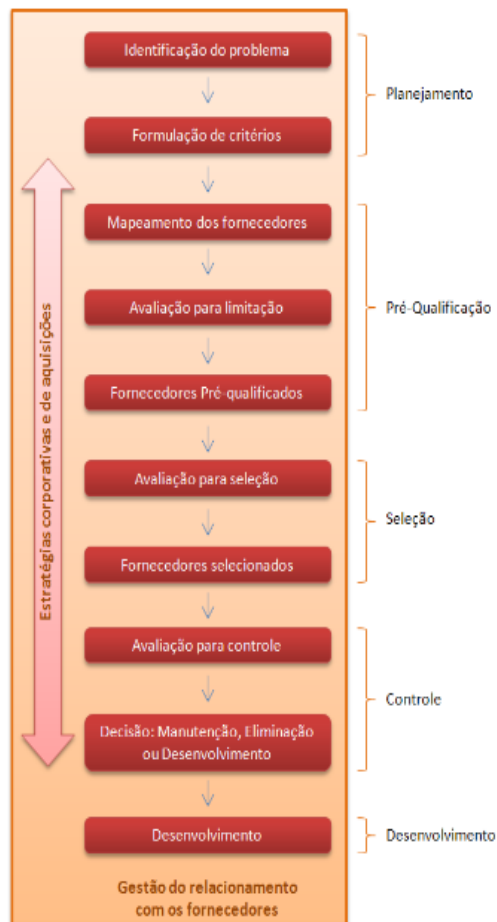 Identificação do problema
Planejamento
Formulação de critérios
Mapeamento dos fornecedores
Avaliação para limitação
Pré-Qualificação
Fornecedores Pré-qualificados
Estratégias corporativas e de aquisições
Avaliação para seleção
Seleção
Fornecedores selecionados
Avaliação para controle
Controle
Decisão: Manutenção, Eliminação
ou Desenvolvimento
Desenvolvimento
Desenvolvimento
Gestão do relacionamento
com os fornecedores